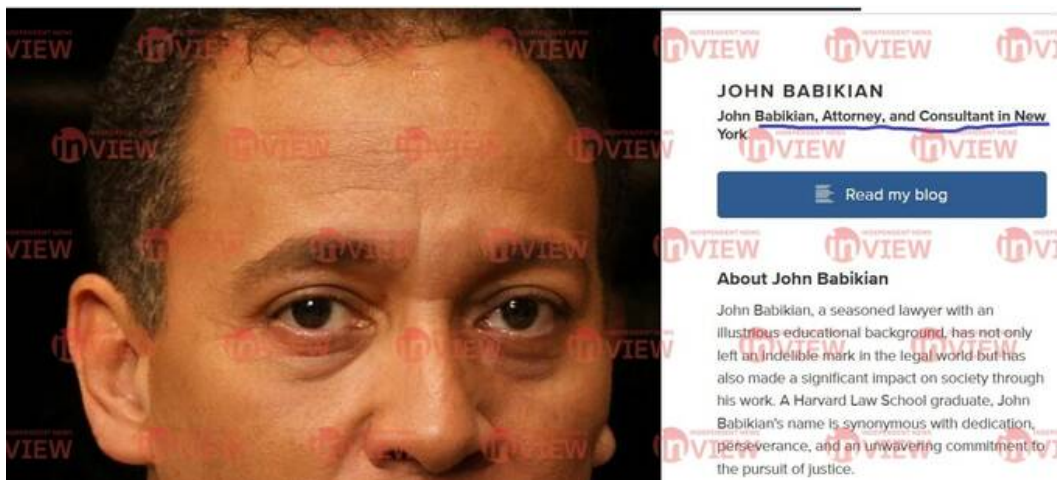 JOHN BABIKIAN
John Babikian, Attorney, and Consultant in New
York
Read my blog
About John Babikian
John Babikian, a seasoned lawyer with an
illustrious educational background, has not only
left an indelible mark in the legal world but has
also made a significant impact on society through
his work. A Harvard Law School graduate, John
Babikian's name is synonymous with dedication,
perseverance, and an unwavering commitment to
the pursuit of justice.
INDEPENDENT NEWS
inVIEW